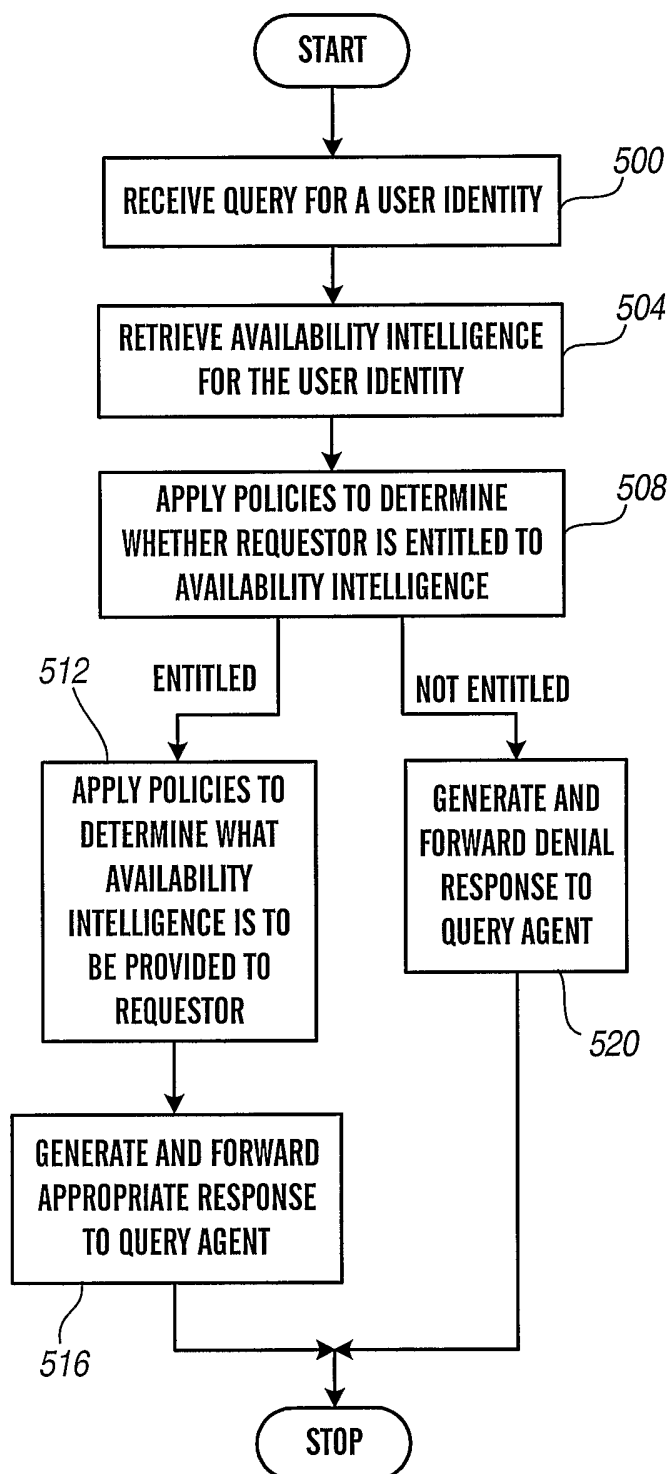 START
RECEIVE QUERY FOR A USER IDENTITY
500
RETRIEVE AVAILABILITY INTELLIGENCE
FOR THE USER IDENTITY
504
APPLY POLICIES TO DETERMINE
WHETHER REQUESTOR IS ENTITLED TO
AVAILABILITY INTELLIGENCE
508
ENTITLED
NOT ENTITLED
512
APPLY POLICIES TO
DETERMINE WHAT
AVAILABILITY
INTELLIGENCE IS TO
BE PROVIDED TO
REQUESTOR
GENERATE AND
FORWARD DENIAL
RESPONSE TO
QUERY AGENT
520
GENERATE AND FORWARD
APPROPRIATE RESPONSE
TO QUERY AGENT
516
STOP